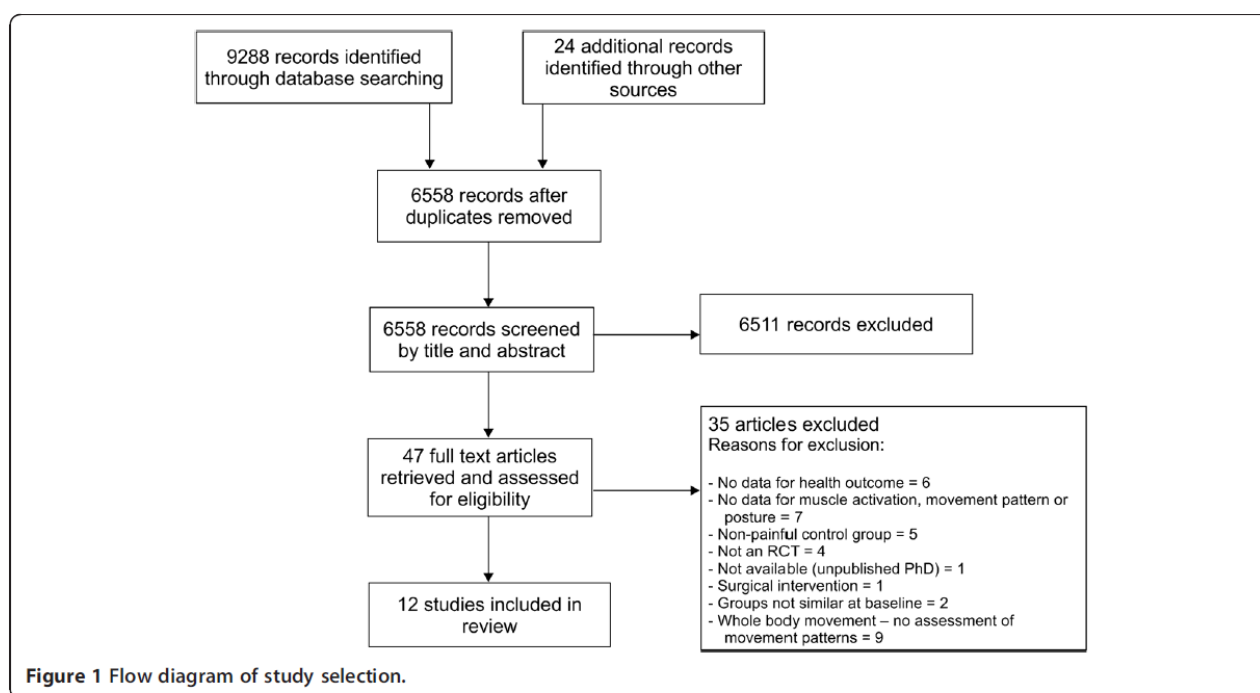 9288 records identified
through database searching
24 additional records
identified through other
sources
6558 records after
duplicates removed
6558 records screened
by title and abstract
6511 records excluded
47 full text articles
retrieved and assessed
for eligibility
35 articles excluded
Reasons for exclusion:
- No data for health outcome = 6
- No data for muscle activation, movement pattern or
posture = 7
- Non-painful control group = 5
- Not an RCT = 4
- Not available (unpublished PhD) = 1
- Surgical intervention = 1
- Groups not similar at baseline = 2
- Whole body movement – no assessment of
movement patterns = 9
12 studies included in
review
Figure 1 Flow diagram of study selection.